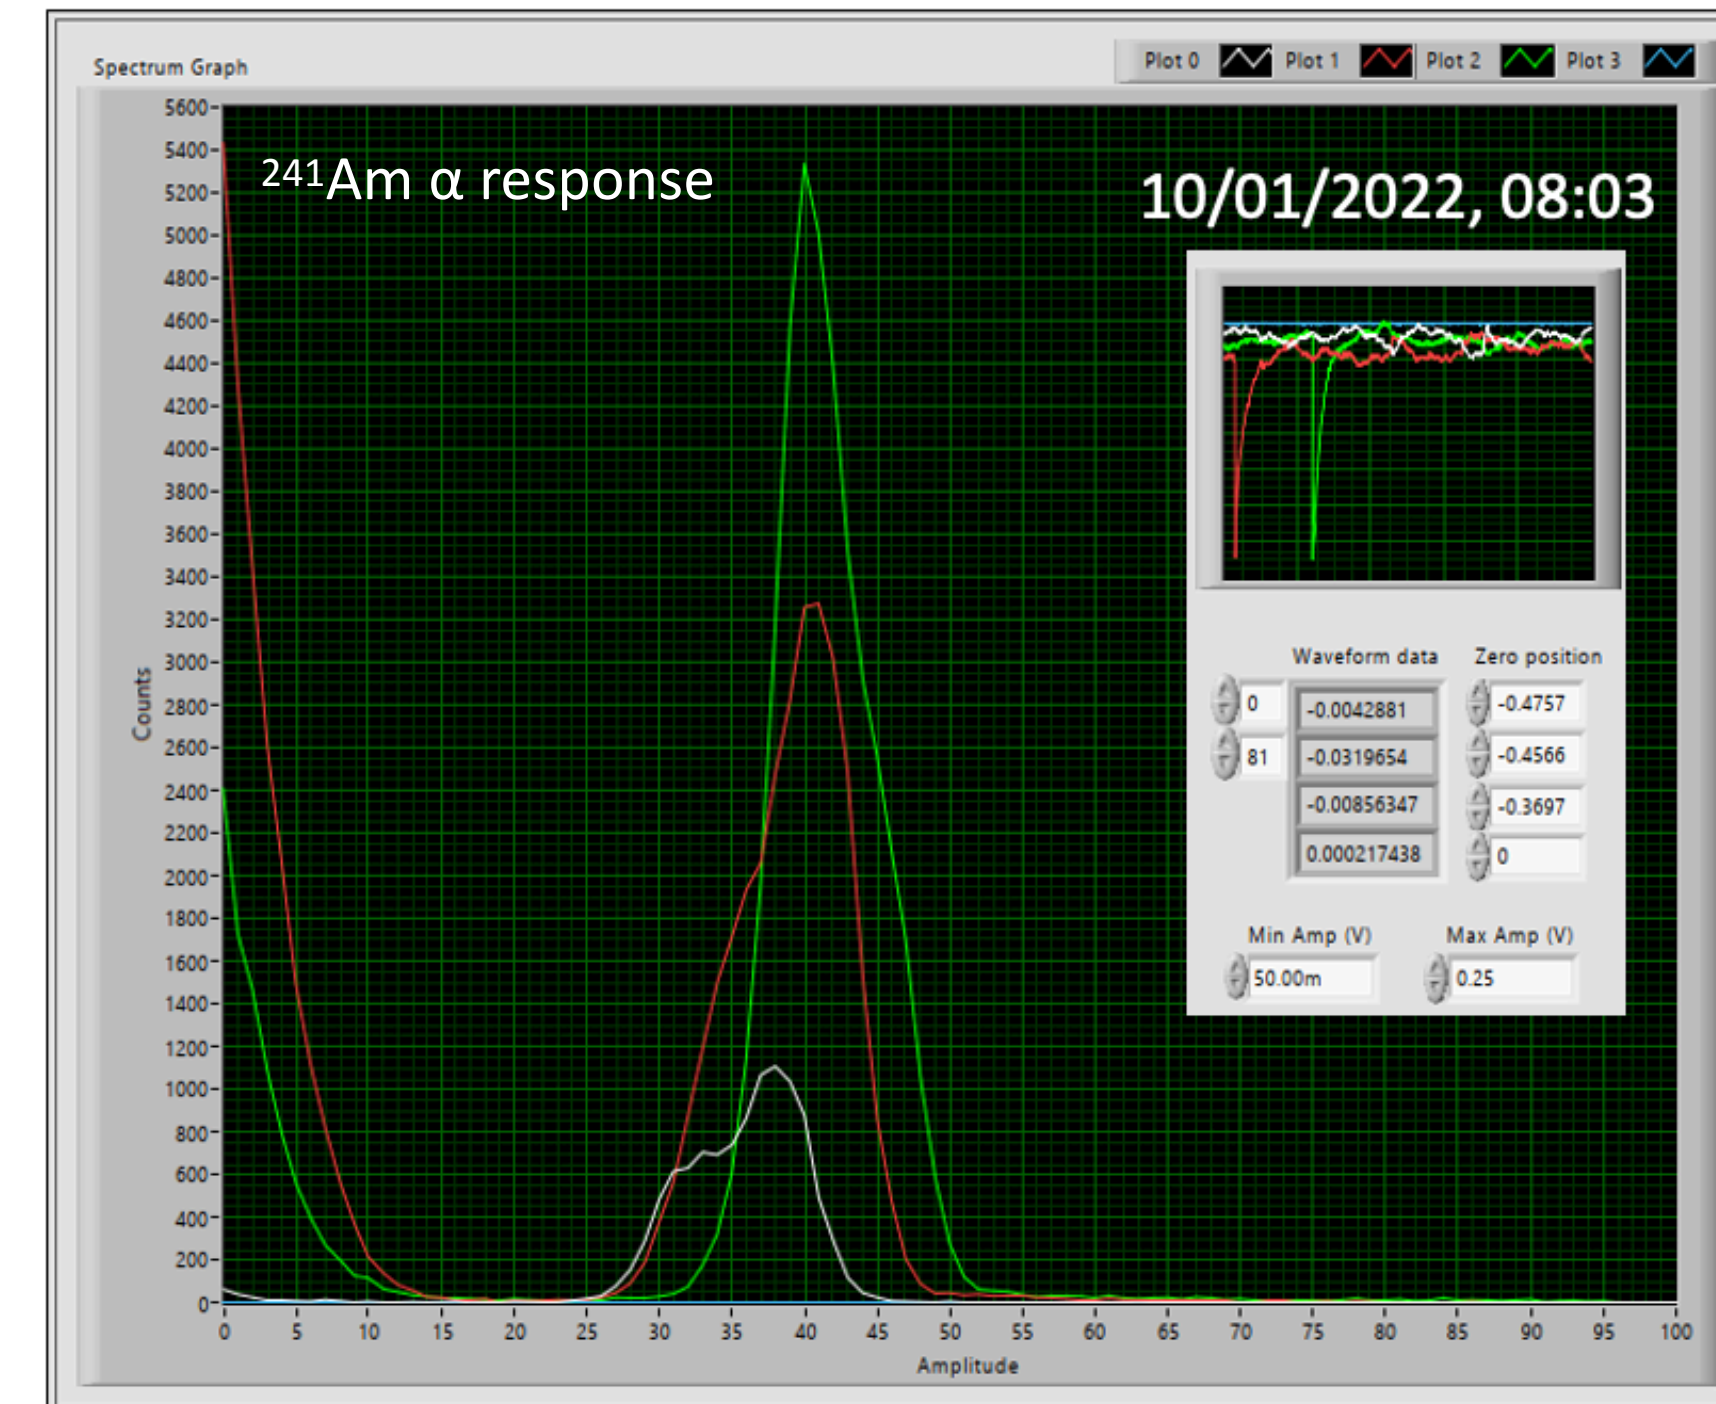 Plot 0 Plot 1 Plot 2 Plot 3
Spectrum Graph
²⁴¹Am α response
10/01/2022, 08:03
Counts
5600
5400
5200
5000
4800
4600
4400
4200
4000
3800
3600
3400
3200
3000
2800
2600
2400
2200
2000
1800
1600
1400
1200
1000
800
600
400
200
0
0 5 10 15 20 25 30 35 40 45 50 55 60 65 70 75 80 85 90 95 100
Amplitude
Waveform data Zero position
0 -0.0042881 -0.4757
81 -0.0319654 -0.4566
-0.00856347 -0.3697
0.000217438 0
Min Amp (V) Max Amp (V)
50.00m 0.25